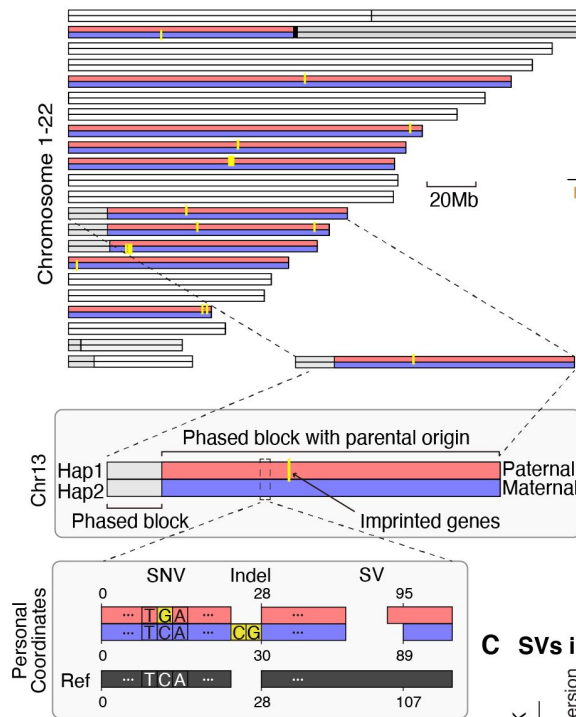 Chromosome 1-22
20Mb
Chr13
Phased block with parental origin
Hap1
Paternal
Hap2
Maternal
Phased block
Imprinted genes
Personal
Coordinates
SNV Indel SV
0 28 95
... T G A ... ...
... T C A ... C G ...
0 30 89
Ref ... T C A ... ...
0 28 107
C SVs i